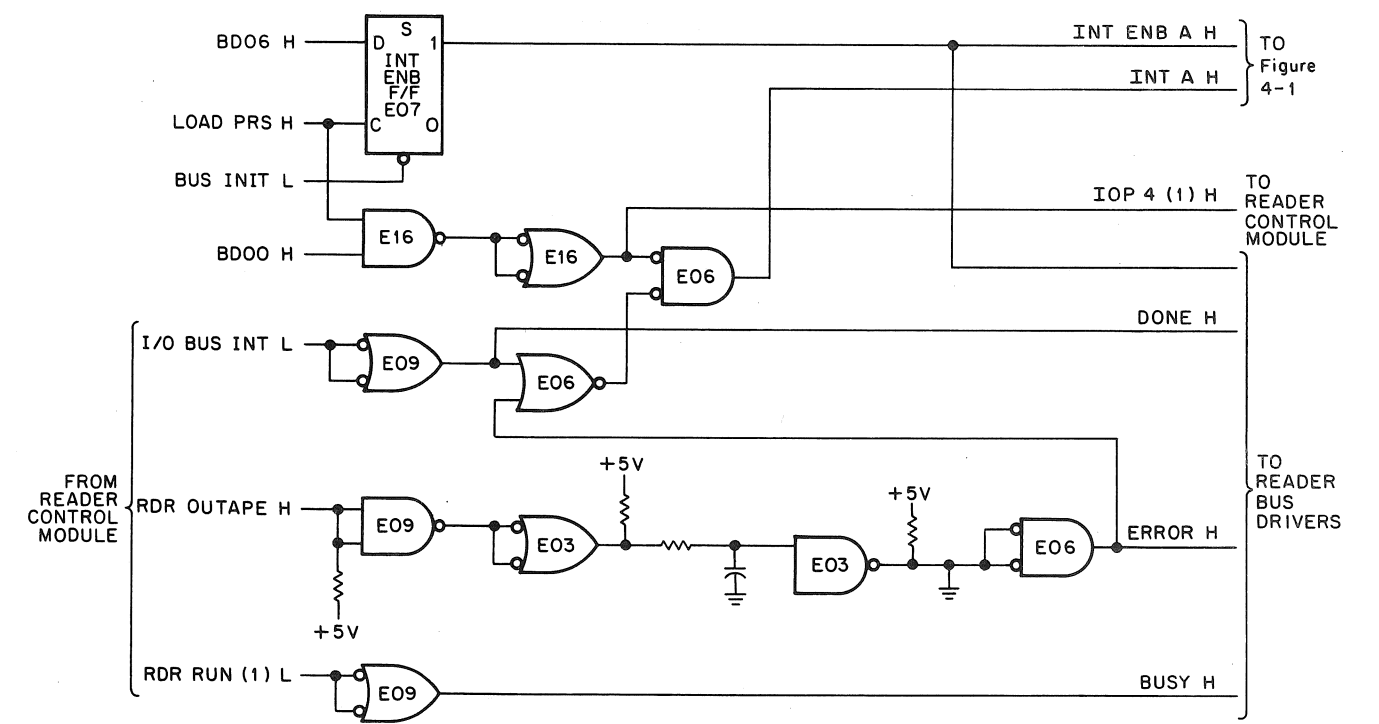 BD06 H
S
D 1
INT
ENB
F/F
E07
C 0
LOAD PRS H
BUS INIT L
BD00 H
E16
E16
E06
INT ENB A H
INT A H
TO
Figure
4-1
IOP 4 (1) H
TO
READER
CONTROL
MODULE
I/O BUS INT L
E09
E06
DONE H
FROM
READER
CONTROL
MODULE
RDR OUTAPE H
+5V
E09
E03
+5V
E03
+5V
E06
ERROR H
TO
READER
BUS
DRIVERS
RDR RUN (1) L
E09
BUSY H